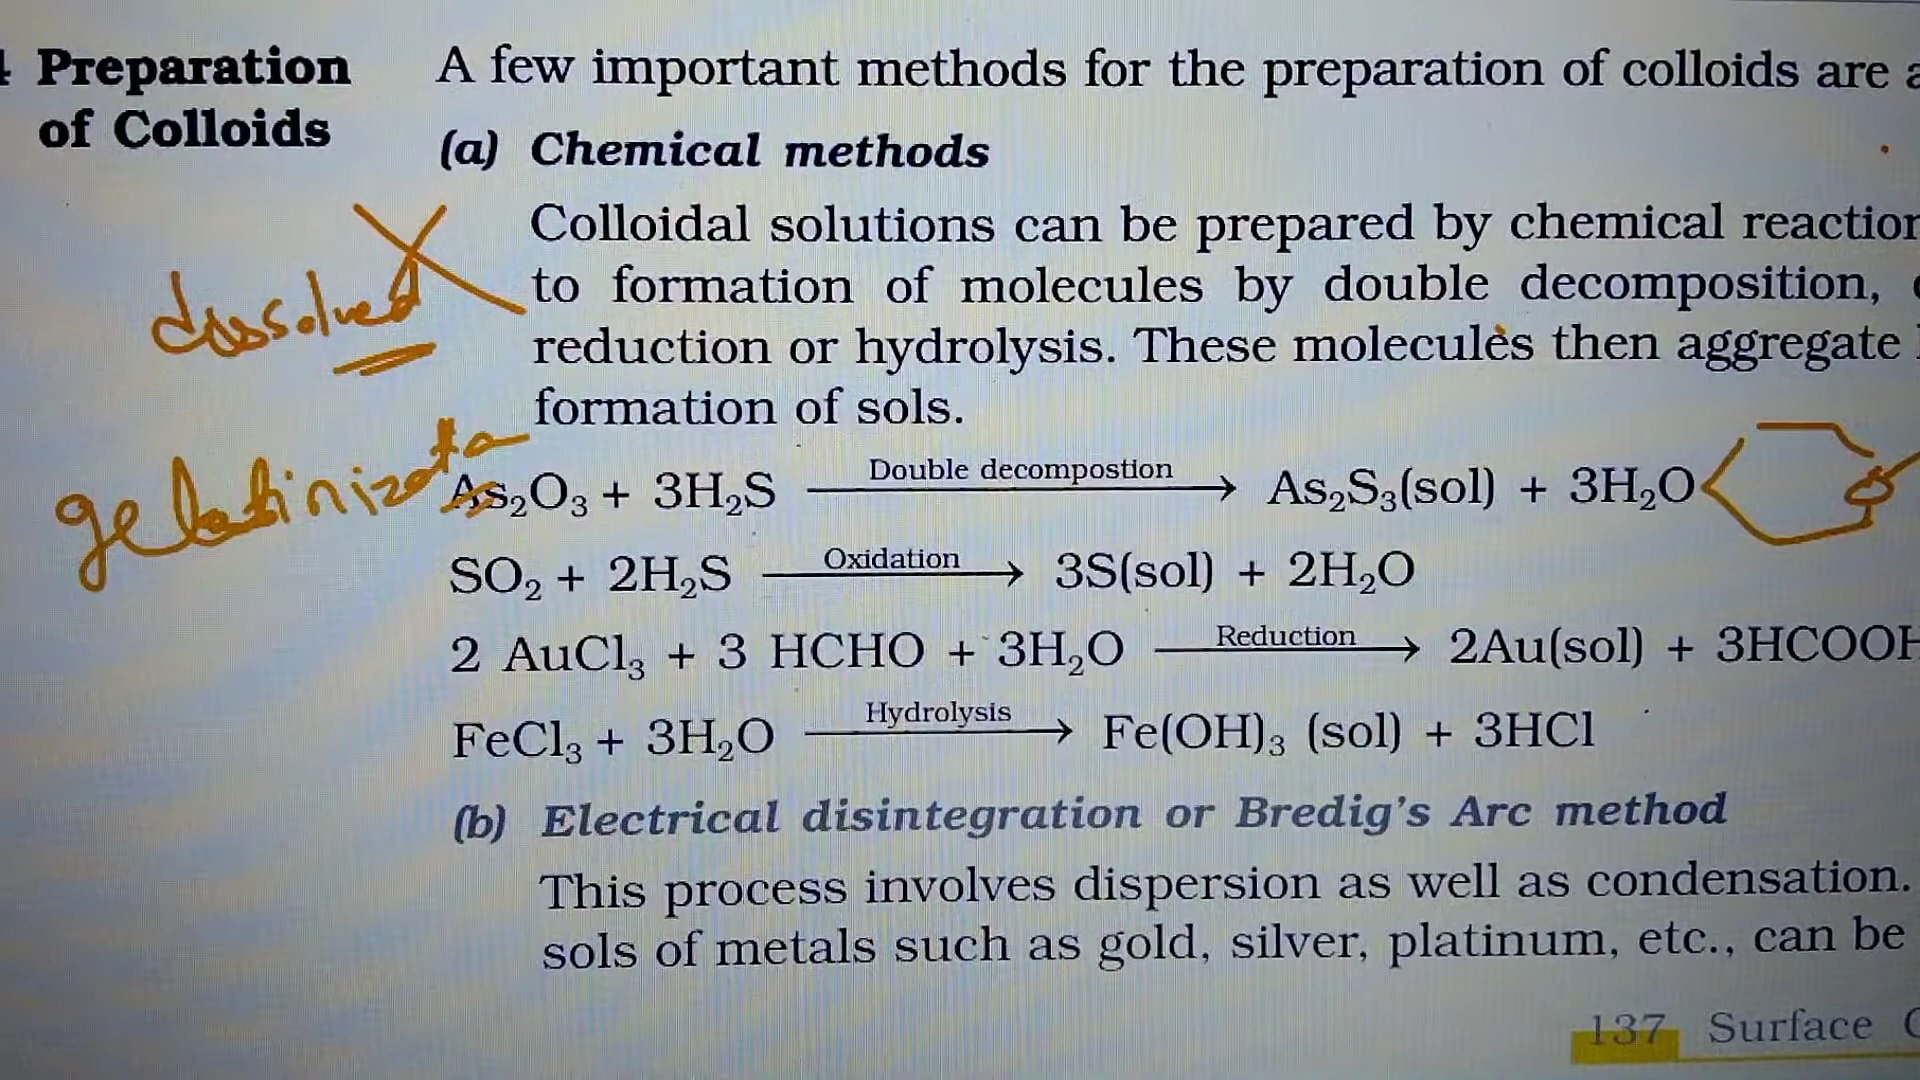 4 Preparation
of Colloids
A few important methods for the preparation of colloids are a
(a) Chemical methods
Colloidal solutions can be prepared by chemical reaction
to formation of molecules by double decomposition,
reduction or hydrolysis. These molecules then aggregate
formation of sols.
dissolved
gelatinizata
As₂O₃ + 3H₂S Double decompostion → As₂S₃(sol) + 3H₂O
SO₂ + 2H₂S Oxidation → 3S(sol) + 2H₂O
2 AuCl₃ + 3 HCHO + 3H₂O Reduction → 2Au(sol) + 3HCOOH
FeCl₃ + 3H₂O Hydrolysis → Fe(OH)₃ (sol) + 3HCl
(b) Electrical disintegration or Bredig's Arc method
This process involves dispersion as well as condensation.
sols of metals such as gold, silver, platinum, etc., can be
137 Surface C